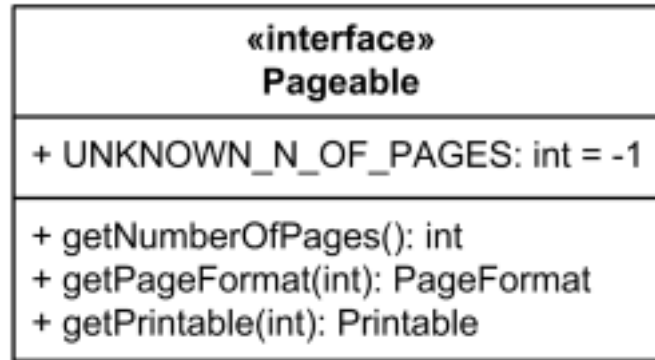 «interface»
Pageable
+ UNKNOWN_N_OF_PAGES: int = -1
+ getNumberOfPages(): int
+ getPageFormat(int): PageFormat
+ getPrintable(int): Printable